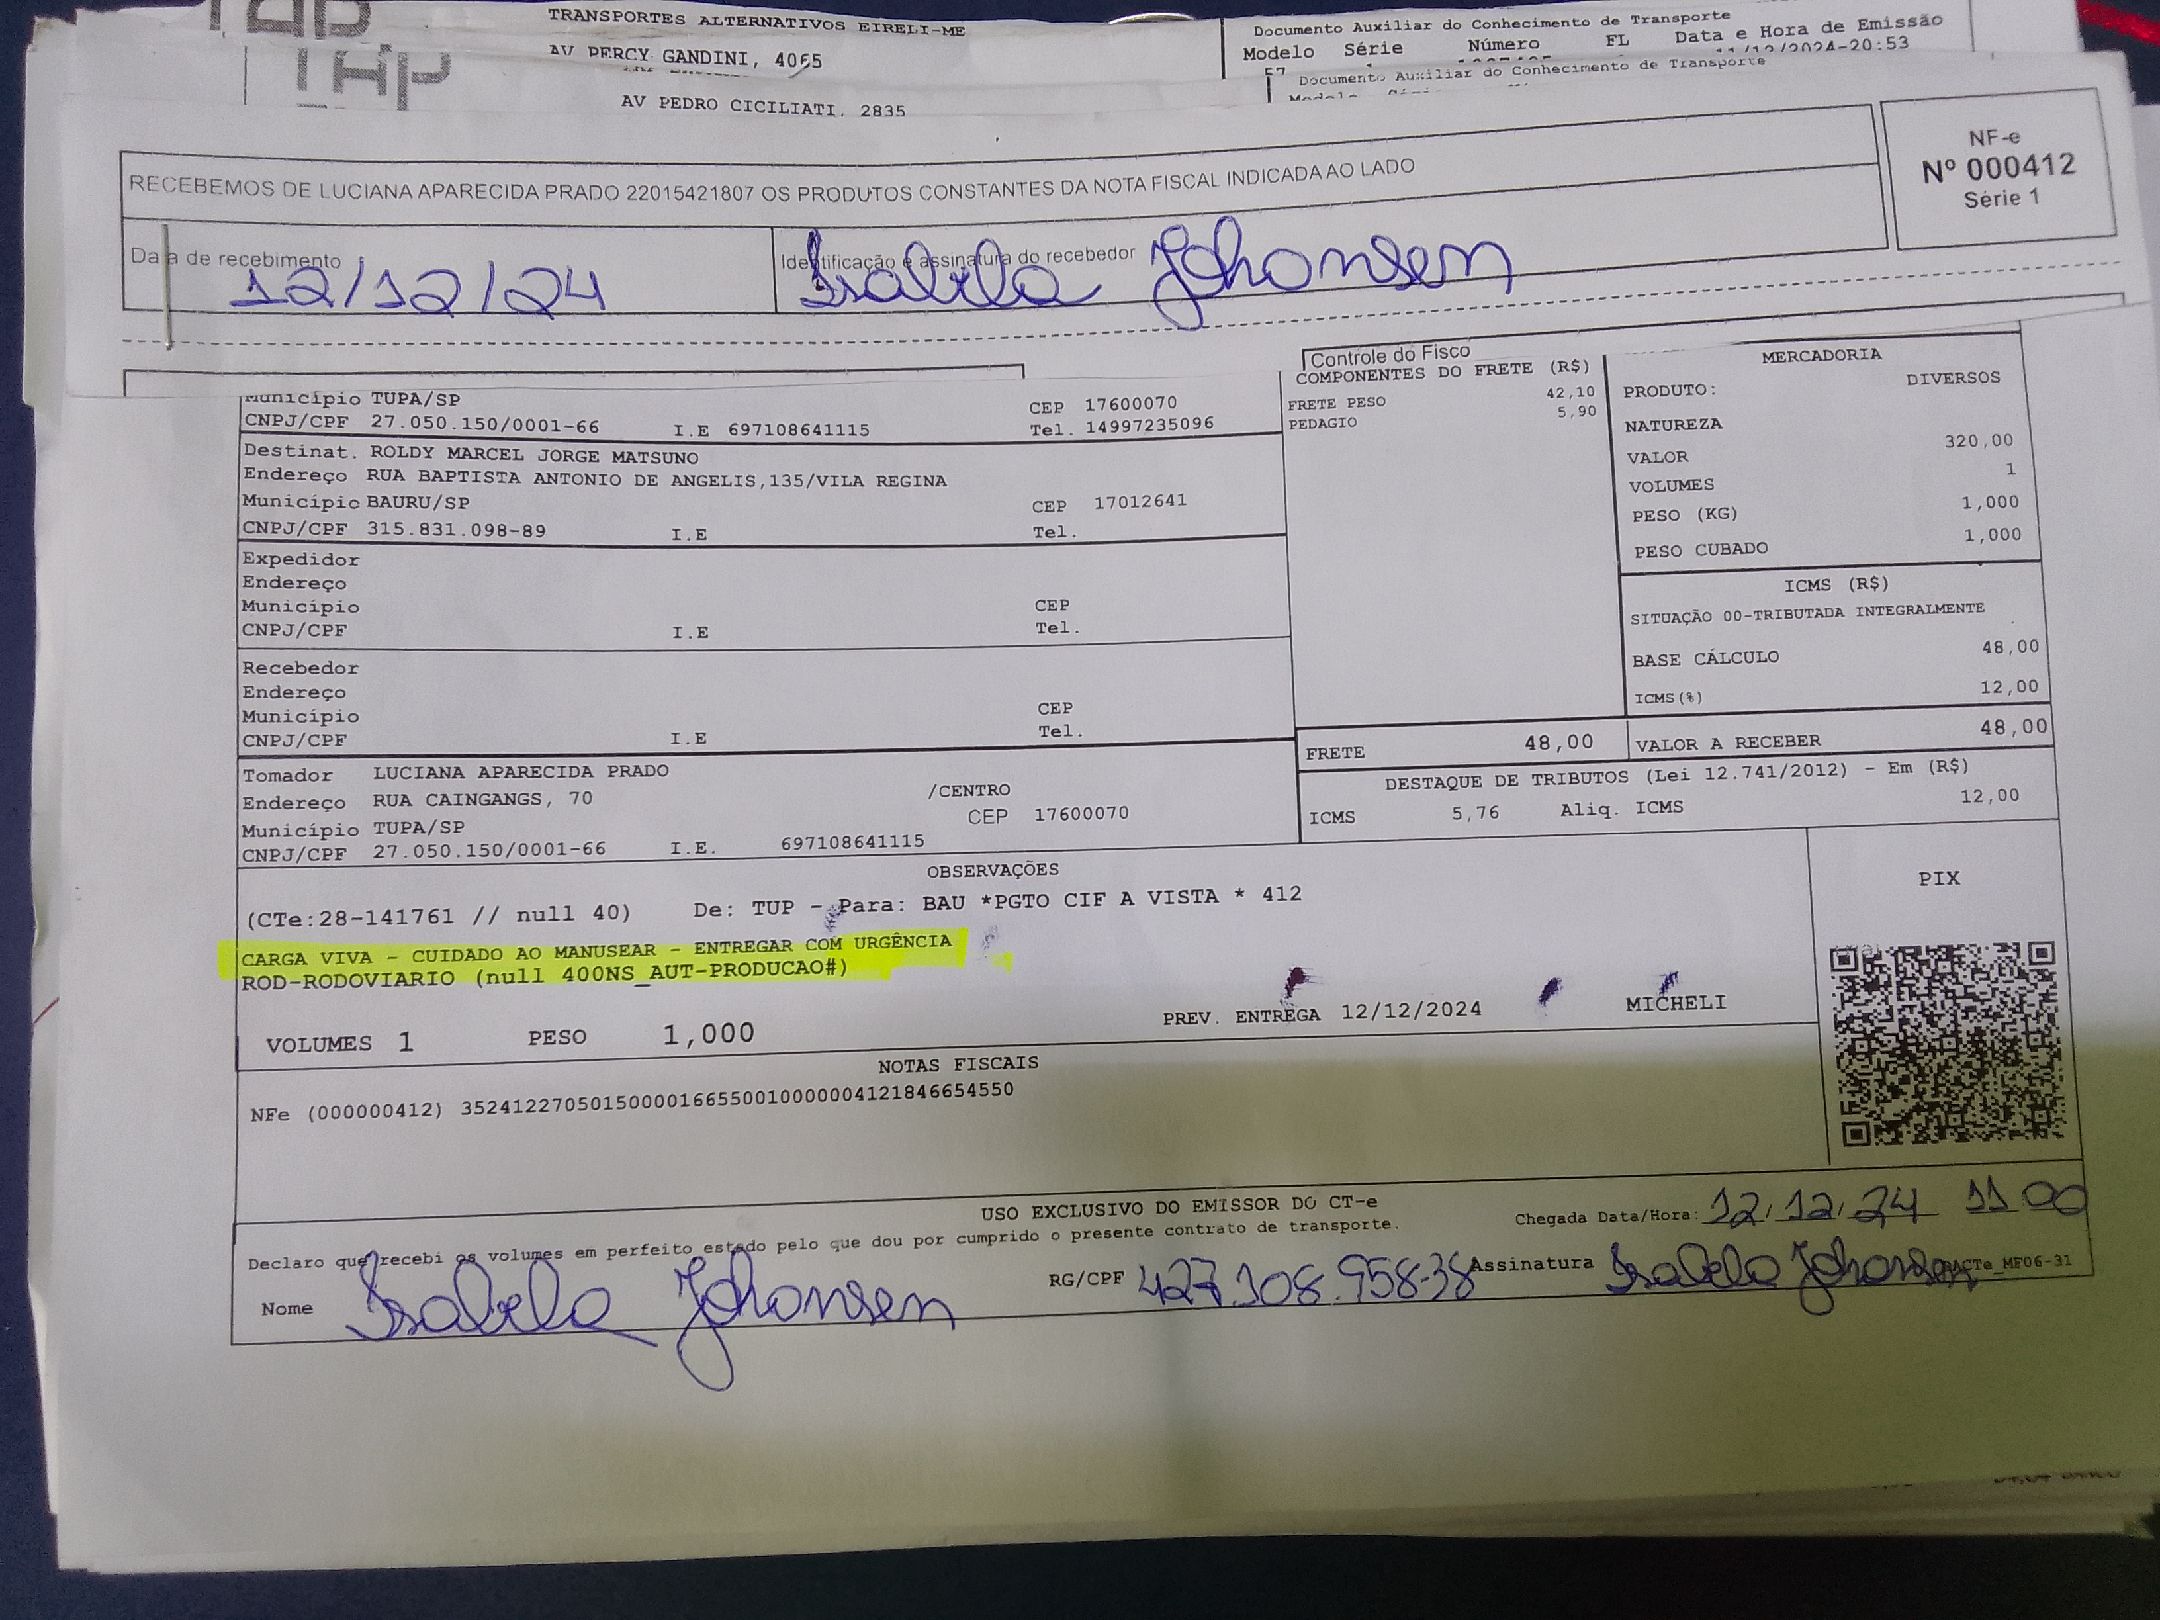 TAP
TRANSPORTES ALTERNATIVOS EIRELI-ME
AV PERCY GANDINI, 4065
Documento Auxiliar do Conhecimento de Transporte
Modelo Série Número FL Data e Hora de Emissão
57 11/12/2024-20:53
TAP
AV PEDRO CICILIATI. 2835
Documento Auxiliar do Conhecimento de Transporte
RECEBEMOS DE LUCIANA APARECIDA PRADO 22015421807 OS PRODUTOS CONSTANTES DA NOTA FISCAL INDICADA AO LADO
NF-e
Nº 000412
Série 1
Data de recebimento
12/12/24
Identificação e assinatura do recebedor
Isabela Johonsen
Controle do Fisco
Município TUPA/SP CEP 17600070
CNPJ/CPF 27.050.150/0001-66 I.E 697108641115 Tel. 14997235096
Destinat. ROLDY MARCEL JORGE MATSUNO
Endereço RUA BAPTISTA ANTONIO DE ANGELIS,135/VILA REGINA
Município BAURU/SP CEP 17012641
CNPJ/CPF 315.831.098-89 I.E Tel.
Expedidor
Endereço
Município CEP
CNPJ/CPF I.E Tel.
Recebedor
Endereço
Município CEP
CNPJ/CPF I.E Tel.
Tomador LUCIANA APARECIDA PRADO
Endereço RUA CAINGANGS, 70 /CENTRO
Município TUPA/SP CEP 17600070
CNPJ/CPF 27.050.150/0001-66 I.E. 697108641115
COMPONENTES DO FRETE (R$)
FRETE PESO 42,10
PEDAGIO 5,90
MERCADORIA
PRODUTO: DIVERSOS
NATUREZA
VALOR 320,00
VOLUMES 1
PESO (KG) 1,000
PESO CUBADO 1,000
ICMS (R$)
SITUAÇÃO 00-TRIBUTADA INTEGRALMENTE
BASE CÁLCULO 48,00
ICMS(%) 12,00
FRETE 48,00 VALOR A RECEBER 48,00
DESTAQUE DE TRIBUTOS (Lei 12.741/2012) - Em (R$)
ICMS 5,76 Aliq. ICMS 12,00
OBSERVAÇÕES
(CTe:28-141761 // null 40) De: TUP - Para: BAU *PGTO CIF A VISTA * 412
CARGA VIVA - CUIDADO AO MANUSEAR - ENTREGAR COM URGÊNCIA
ROD-RODOVIARIO (null 400NS_AUT-PRODUCAO#)
VOLUMES 1 PESO 1,000 PREV. ENTREGA 12/12/2024 MICHELI
PIX
NOTAS FISCAIS
NFe (000000412) 35241227050150000166550010000004121846654550
USO EXCLUSIVO DO EMISSOR DO CT-e
Declaro que recebi os volumes em perfeito estado pelo que dou por cumprido o presente contrato de transporte.
Chegada Data/Hora: 12/12/24 11 00
Nome Isabela Johonsen RG/CPF 427.108.958-38 Assinatura Isabela Johonsen DACTe_MF06-31